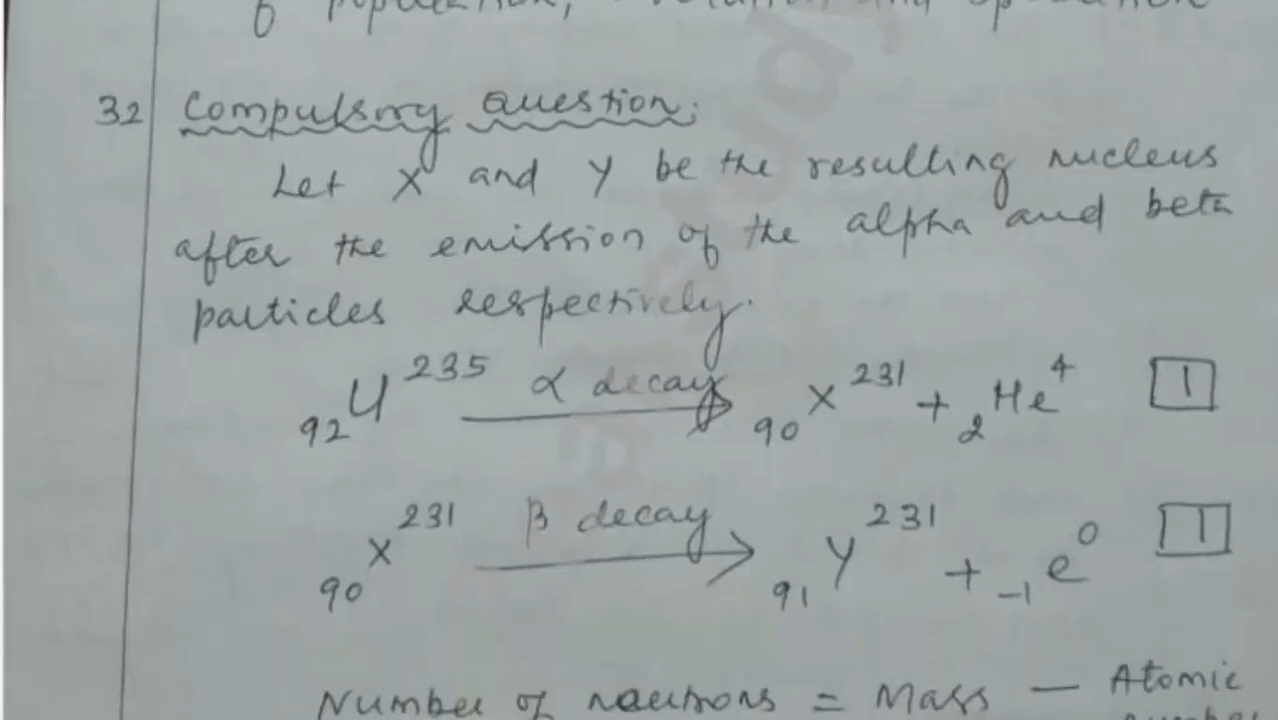 32 Compulsory Question:
Let X and Y be the resulting nucleus
after the emission of the alpha and beta
particles respectively.
₉₂U²³⁵ α decay → ₉₀X²³¹ + ₂He⁴ 1
₉₀X²³¹ β decay → ₉₁Y²³¹ + ₋₁e⁰ 1
Number of neutrons = Mass − Atomic